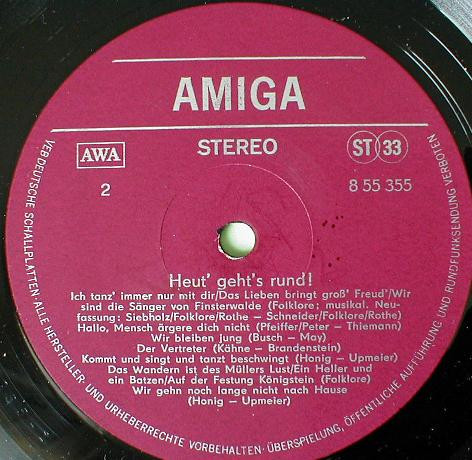 AMIGA
AWA
STEREO
ST 33
2
8 55 355
Heut' geht's rund!
Ich tanz' immer nur mit dir/Das Lieben bringt groß' Freud'/Wir
sind die Sänger von Finsterwalde (Folklore; musikal. Neu-
fassung: Siebholz/Folklore/Rothe – Schneider/Folklore/Rothe)
Hallo, Mensch ärgere dich nicht (Pfeiffer/Peter – Thiemann)
Wir bleiben jung (Busch – May)
Der Vertreter (Kähne – Brandenstein)
Kommt und singt und tanzt beschwingt (Honig – Upmeier)
Das Wandern ist des Müllers Lust/Ein Heller und
ein Batzen/Auf der Festung Königstein (Folklore)
Wir gehn noch lange nicht nach Hause
(Honig – Upmeier)
VEB DEUTSCHE SCHALLPLATTEN · ALLE HERSTELLER- UND URHEBERRECHTE VORBEHALTEN · ÜBERSPIELUNG, ÖFFENTLICHE AUFFÜHRUNG UND RUNDFUNKSENDUNG VERBOTEN